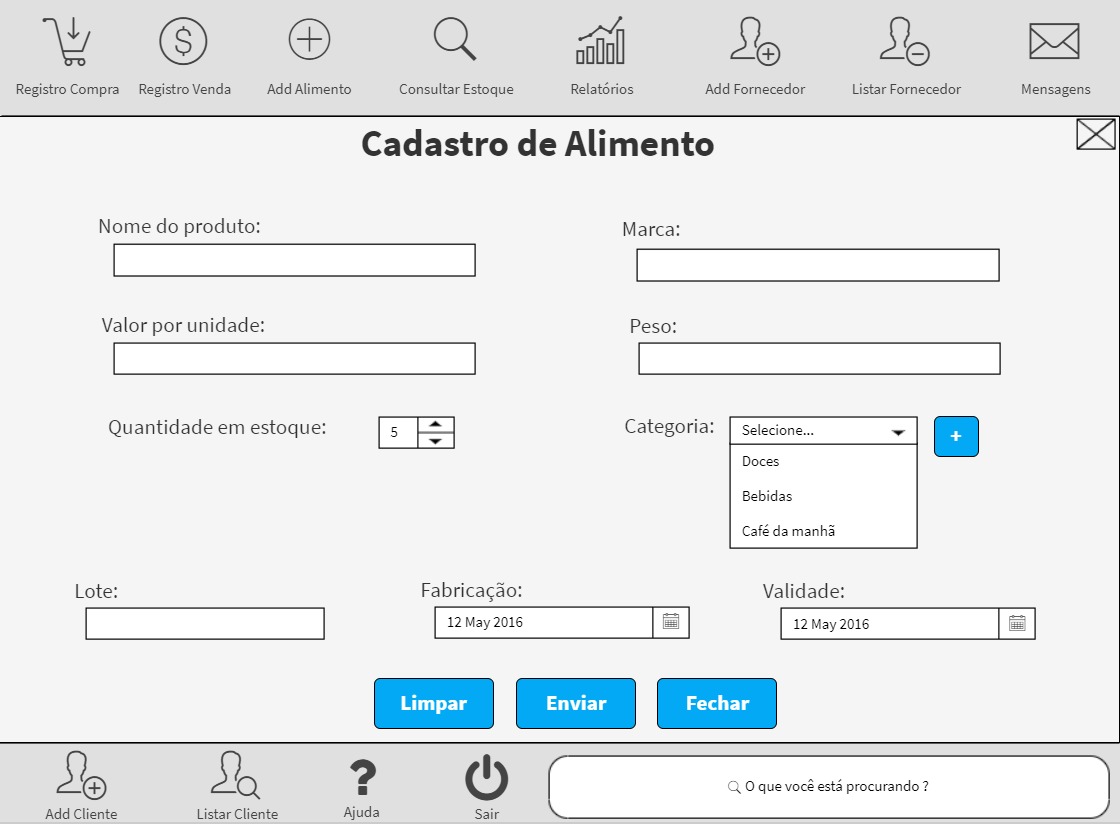 Registro Compra
Registro Venda
Add Alimento
Consultar Estoque
Relatórios
Add Fornecedor
Listar Fornecedor
Mensagens
Cadastro de Alimento
Nome do produto:
Marca:
Valor por unidade:
Peso:
Quantidade em estoque:
5
Categoria:
Selecione...
+
Doces
Bebidas
Café da manhã
Lote:
Fabricação:
Validade:
12 May 2016
12 May 2016
Limpar
Enviar
Fechar
Add Cliente
Listar Cliente
Ajuda
Sair
O que você está procurando ?